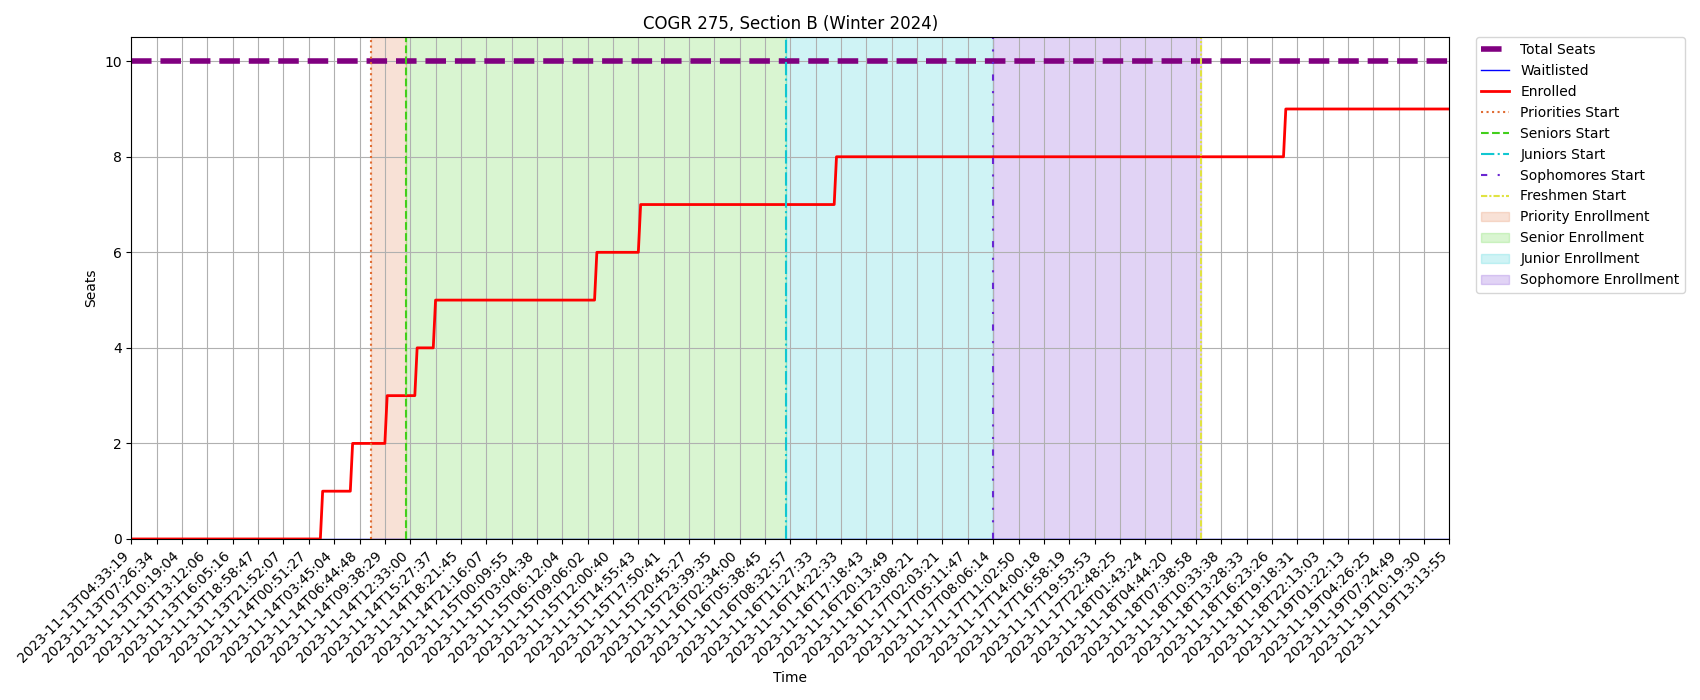 COGR 275, Section B (Winter 2024)
Seats
10
8
6
4
2
0
2023-11-13T04:33:19
2023-11-13T07:26:34
2023-11-13T10:19:04
2023-11-13T13:12:06
2023-11-13T16:05:16
2023-11-13T18:58:47
2023-11-13T21:52:07
2023-11-14T00:51:27
2023-11-14T03:45:04
2023-11-14T06:44:48
2023-11-14T09:38:29
2023-11-14T12:33:00
2023-11-14T15:27:37
2023-11-14T18:21:45
2023-11-14T21:16:07
2023-11-15T00:09:55
2023-11-15T03:04:38
2023-11-15T06:12:04
2023-11-15T09:06:02
2023-11-15T12:00:40
2023-11-15T14:55:43
2023-11-15T17:50:41
2023-11-15T20:45:27
2023-11-15T23:39:35
2023-11-16T02:34:00
2023-11-16T05:38:45
2023-11-16T08:32:57
2023-11-16T11:27:33
2023-11-16T14:22:33
2023-11-16T17:18:43
2023-11-16T20:13:49
2023-11-16T23:08:21
2023-11-17T02:03:21
2023-11-17T05:11:47
2023-11-17T08:06:14
2023-11-17T11:02:50
2023-11-17T14:00:18
2023-11-17T16:58:19
2023-11-17T19:53:53
2023-11-17T22:48:25
2023-11-18T01:43:24
2023-11-18T04:44:20
2023-11-18T07:38:58
2023-11-18T10:33:38
2023-11-18T13:28:33
2023-11-18T16:23:26
2023-11-18T19:18:31
2023-11-18T22:13:03
2023-11-19T01:22:13
2023-11-19T04:26:25
2023-11-19T07:24:49
2023-11-19T10:19:30
2023-11-19T13:13:55
Time
Total Seats
Waitlisted
Enrolled
Priorities Start
Seniors Start
Juniors Start
Sophomores Start
Freshmen Start
Priority Enrollment
Senior Enrollment
Junior Enrollment
Sophomore Enrollment